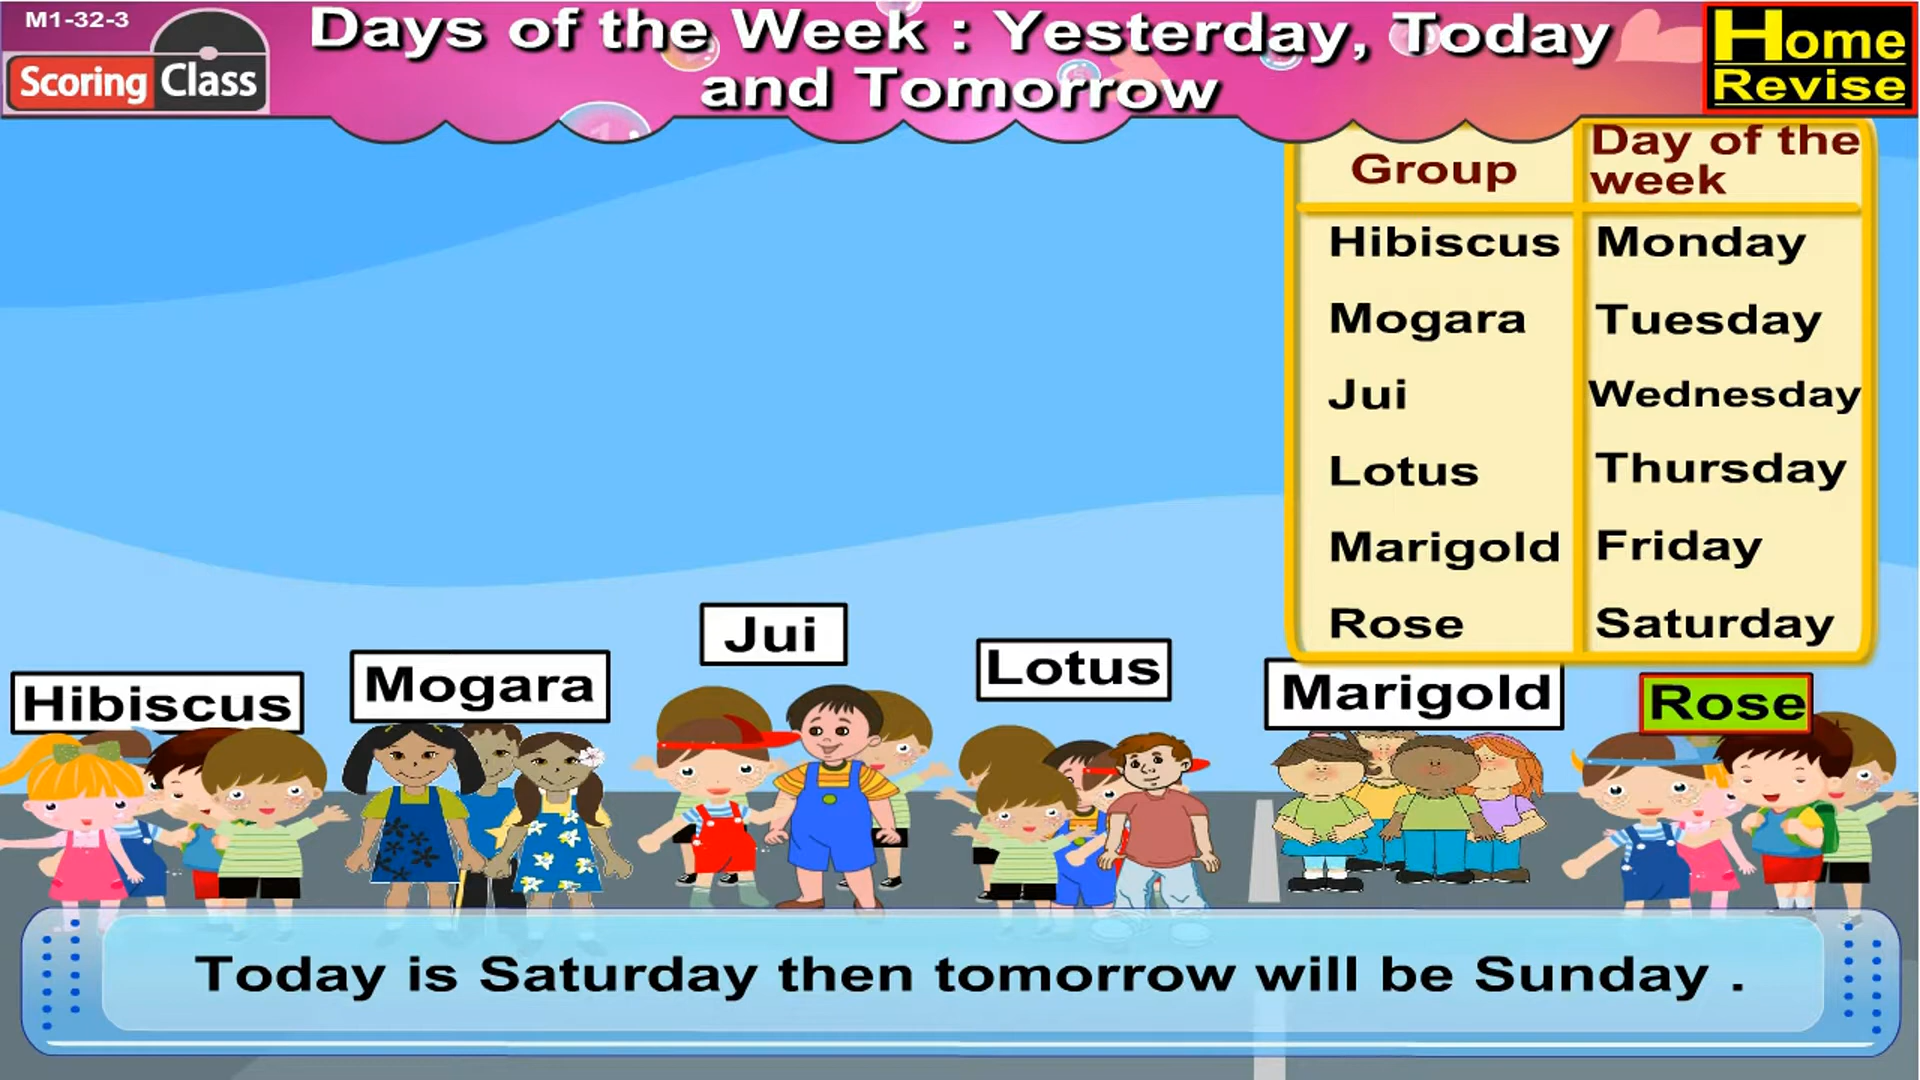 M1-32-3
Scoring Class
Days of the Week : Yesterday, Today
and Tomorrow
Home
Revise
Group
Day of the
week
Hibiscus Monday
Mogara Tuesday
Jui Wednesday
Lotus Thursday
Marigold Friday
Rose Saturday
Hibiscus
Mogara
Jui
Lotus
Marigold
Rose
Today is Saturday then tomorrow will be Sunday .